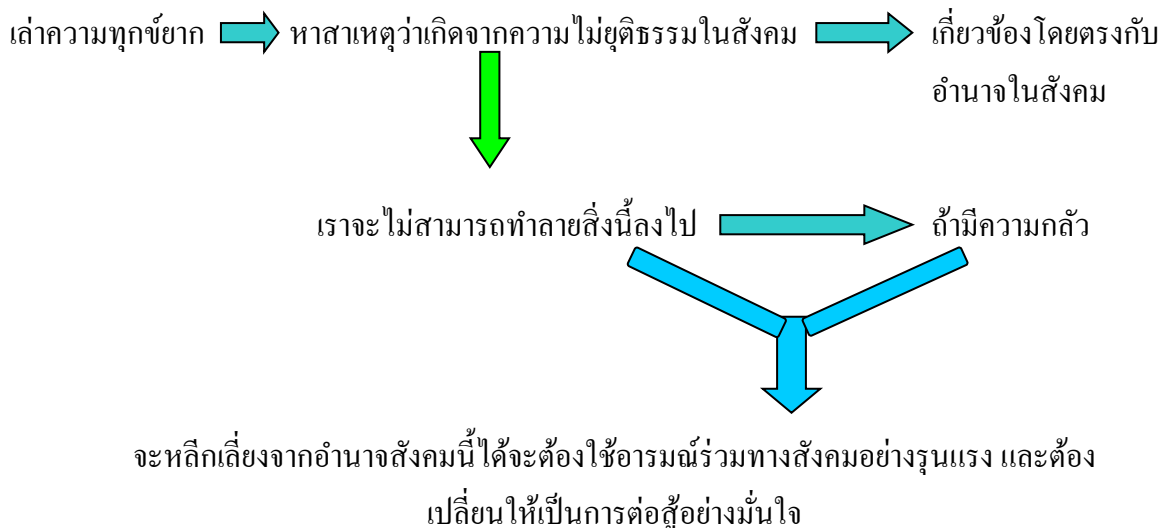 เล่าความทุกข์ยาก หาสาเหตุว่าเกิดจากความไม่ยุติธรรมในสังคม เกี่ยวข้องโดยตรงกับ
อำนาจในสังคม
เราจะไม่สามารถทำลายสิ่งนี้ลงไป ถ้ามีความกลัว
จะหลีกเลี่ยงจากอำนาจสังคมนี้ได้จะต้องใช้อารมณ์ร่วมทางสังคมอย่างรุนแรง และต้อง
เปลี่ยนให้เป็นการต่อสู้อย่างมั่นใจ